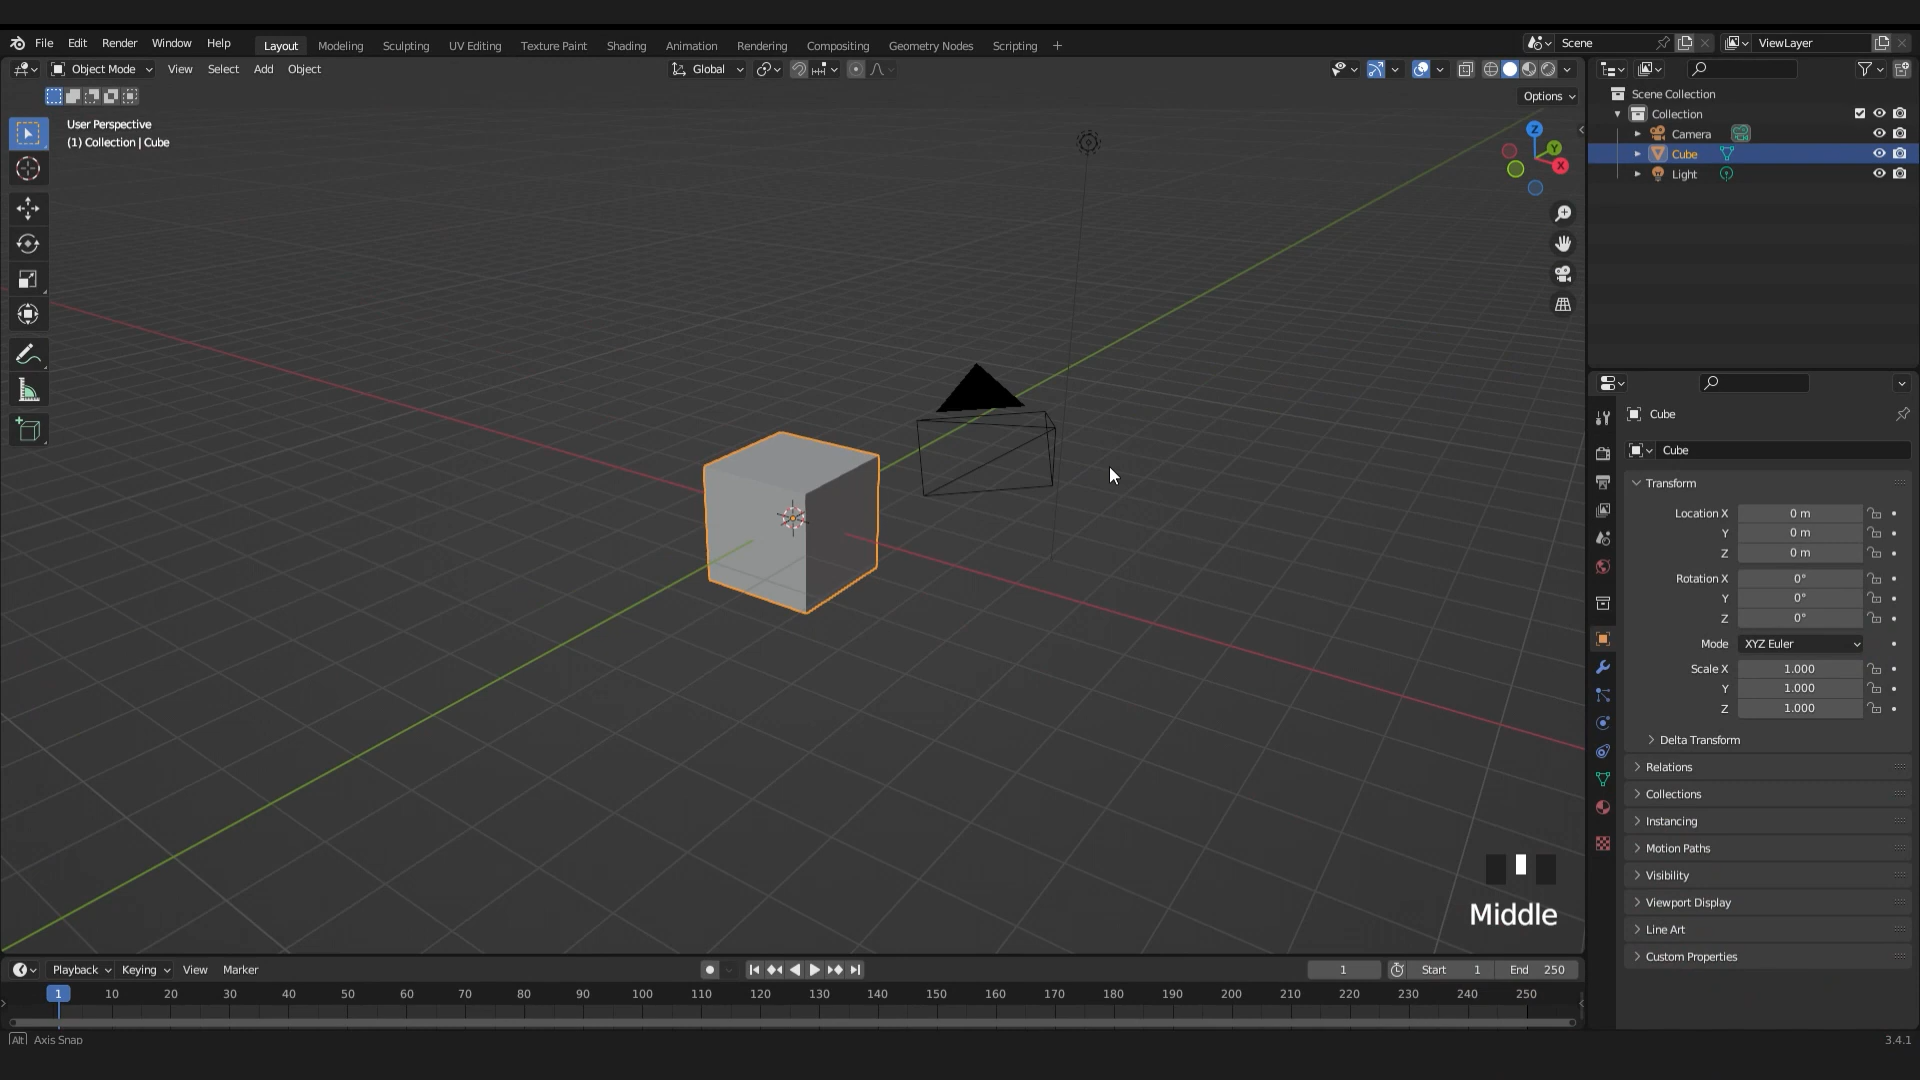 File Edit Render Window Help Layout Modeling Sculpting UV Editing Texture Paint Shading Animation Rendering Compositing Geometry Nodes Scripting + Scene ViewLayer
Object Mode View Select Add Object Global
Options
User Perspective
(1) Collection | Cube
Z
Y
X
Scene Collection
Collection
Camera
Cube
Light
Cube
Cube
Transform
Location X 0 m
Y 0 m
Z 0 m
Rotation X 0°
Y 0°
Z 0°
Mode XYZ Euler
Scale X 1.000
Y 1.000
Z 1.000
Delta Transform
Relations
Collections
Instancing
Motion Paths
Visibility
Viewport Display
Line Art
Custom Properties
Middle
Playback Keying View Marker 1 Start 1 End 250
1 10 20 30 40 50 60 70 80 90 100 110 120 130 140 150 160 170 180 190 200 210 220 230 240 250
Alt Axis Snap 3.4.1